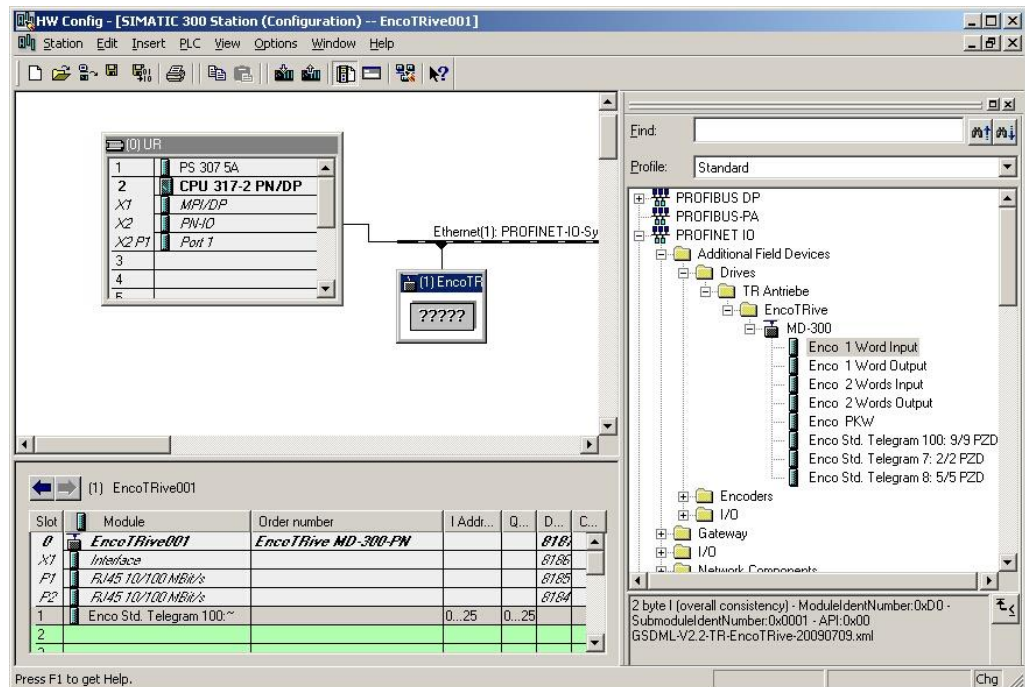 HW Config - [SIMATIC 300 Station (Configuration) -- EncoTRive001]
Station Edit Insert PLC View Options Window Help
(0) UR
1 PS 307 5A
2 CPU 317-2 PN/DP
X1 MPI/DP
X2 PN-IO
X2 P1 Port 1
3
4
5
Ethernet(1): PROFINET-IO-Sy
(1) EncoTR
?????
Find:
Profile: Standard
PROFIBUS DP
PROFIBUS-PA
PROFINET IO
Additional Field Devices
Drives
TR Antriebe
EncoTRive
MD-300
Enco 1 Word Input
Enco 1 Word Output
Enco 2 Words Input
Enco 2 Words Output
Enco PKW
Enco Std. Telegram 100: 9/9 PZD
Enco Std. Telegram 7: 2/2 PZD
Enco Std. Telegram 8: 5/5 PZD
Encoders
I/O
Gateway
I/O
Network Components
(1) EncoTRive001
Slot Module Order number I Addr... Q... D... C...
0 EncoTRive001 EncoTRive MD-300-PN 8187
X1 Interface 8186
P1 RJ45 10/100 MBit/s 8185
P2 RJ45 10/100 MBit/s 8184
1 Enco Std. Telegram 100:~ 0...25 0...25
2
2 byte I (overall consistency) - ModuleIdentNumber:0xD0 -
SubmoduleIdentNumber:0x0001 - API:0x00
GSDML-V2.2-TR-EncoTRive-20090709.xml
Press F1 to get Help.
Chg